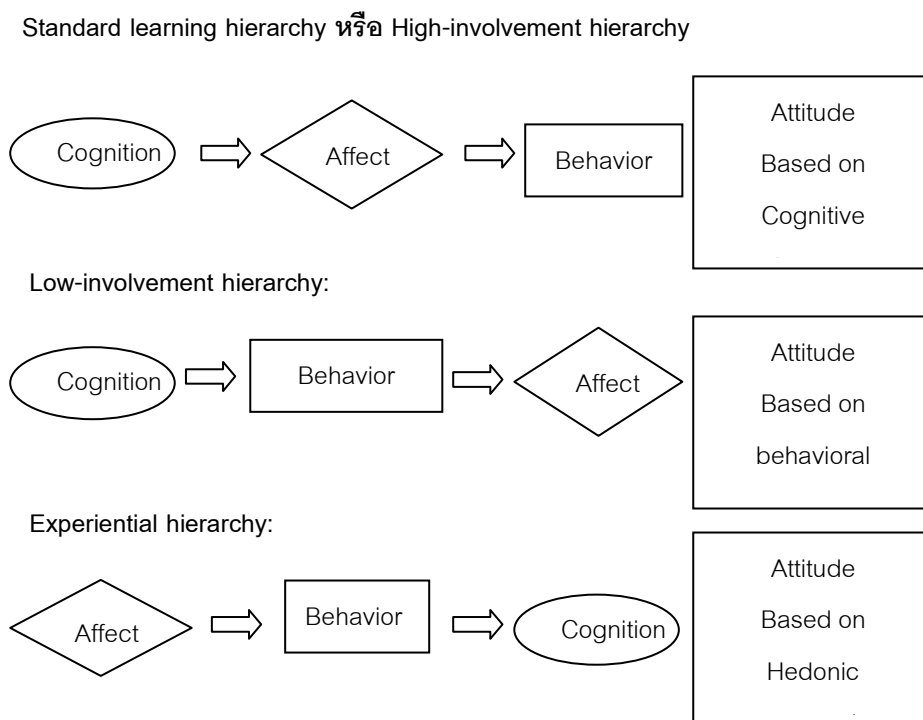 Standard learning hierarchy หรือ High-involvement hierarchy
Cognition
Affect
Behavior
Attitude
Based on
Cognitive
Low-involvement hierarchy:
Cognition
Behavior
Affect
Attitude
Based on
behavioral
Experiential hierarchy:
Affect
Behavior
Cognition
Attitude
Based on
Hedonic